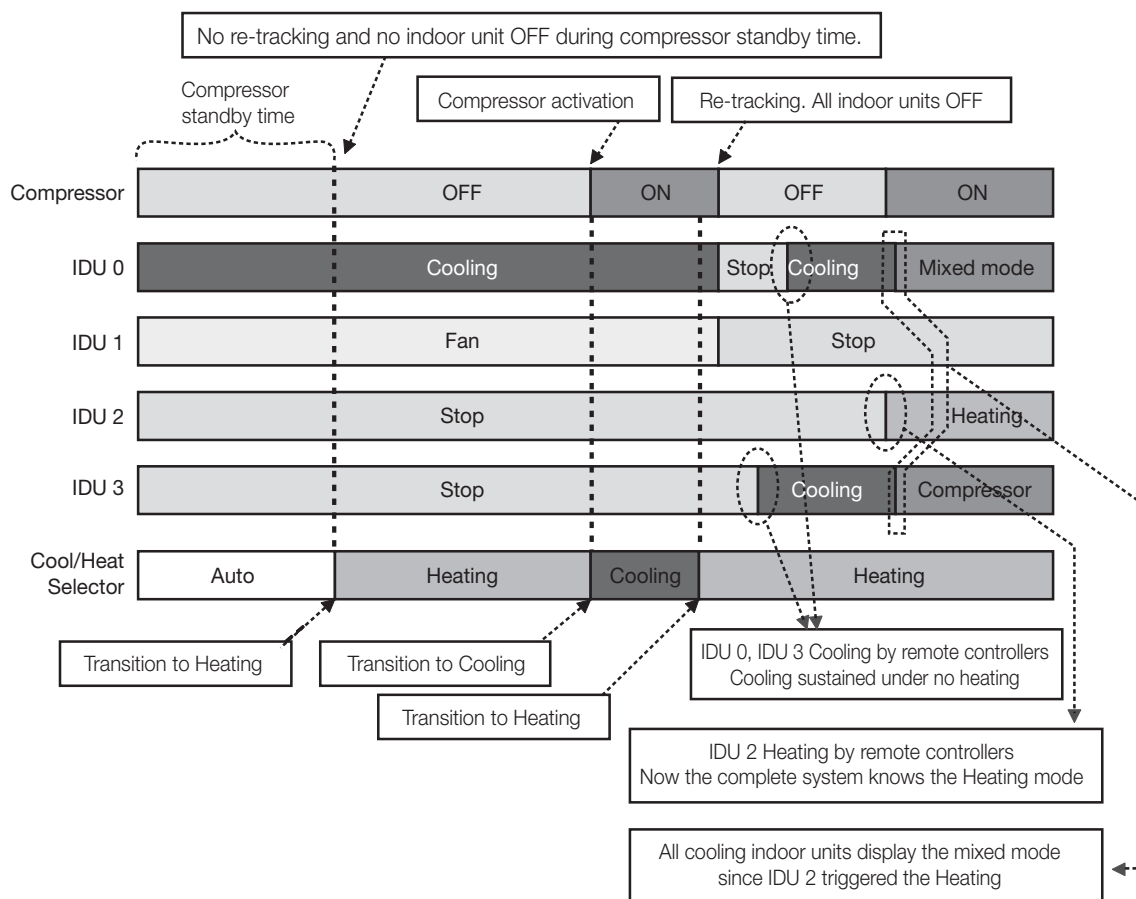 No re-tracking and no indoor unit OFF during compressor standby time.
Compressor
standby time
Compressor activation
Re-tracking. All indoor units OFF
Compressor
OFF
ON
OFF
ON
IDU 0
Cooling
Stop
Cooling
Mixed mode
IDU 1
Fan
Stop
IDU 2
Stop
Heating
IDU 3
Stop
Cooling
Compressor
Cool/Heat
Selector
Auto
Heating
Cooling
Heating
Transition to Heating
Transition to Cooling
Transition to Heating
IDU 0, IDU 3 Cooling by remote controllers
Cooling sustained under no heating
IDU 2 Heating by remote controllers
Now the complete system knows the Heating mode
All cooling indoor units display the mixed mode
since IDU 2 triggered the Heating